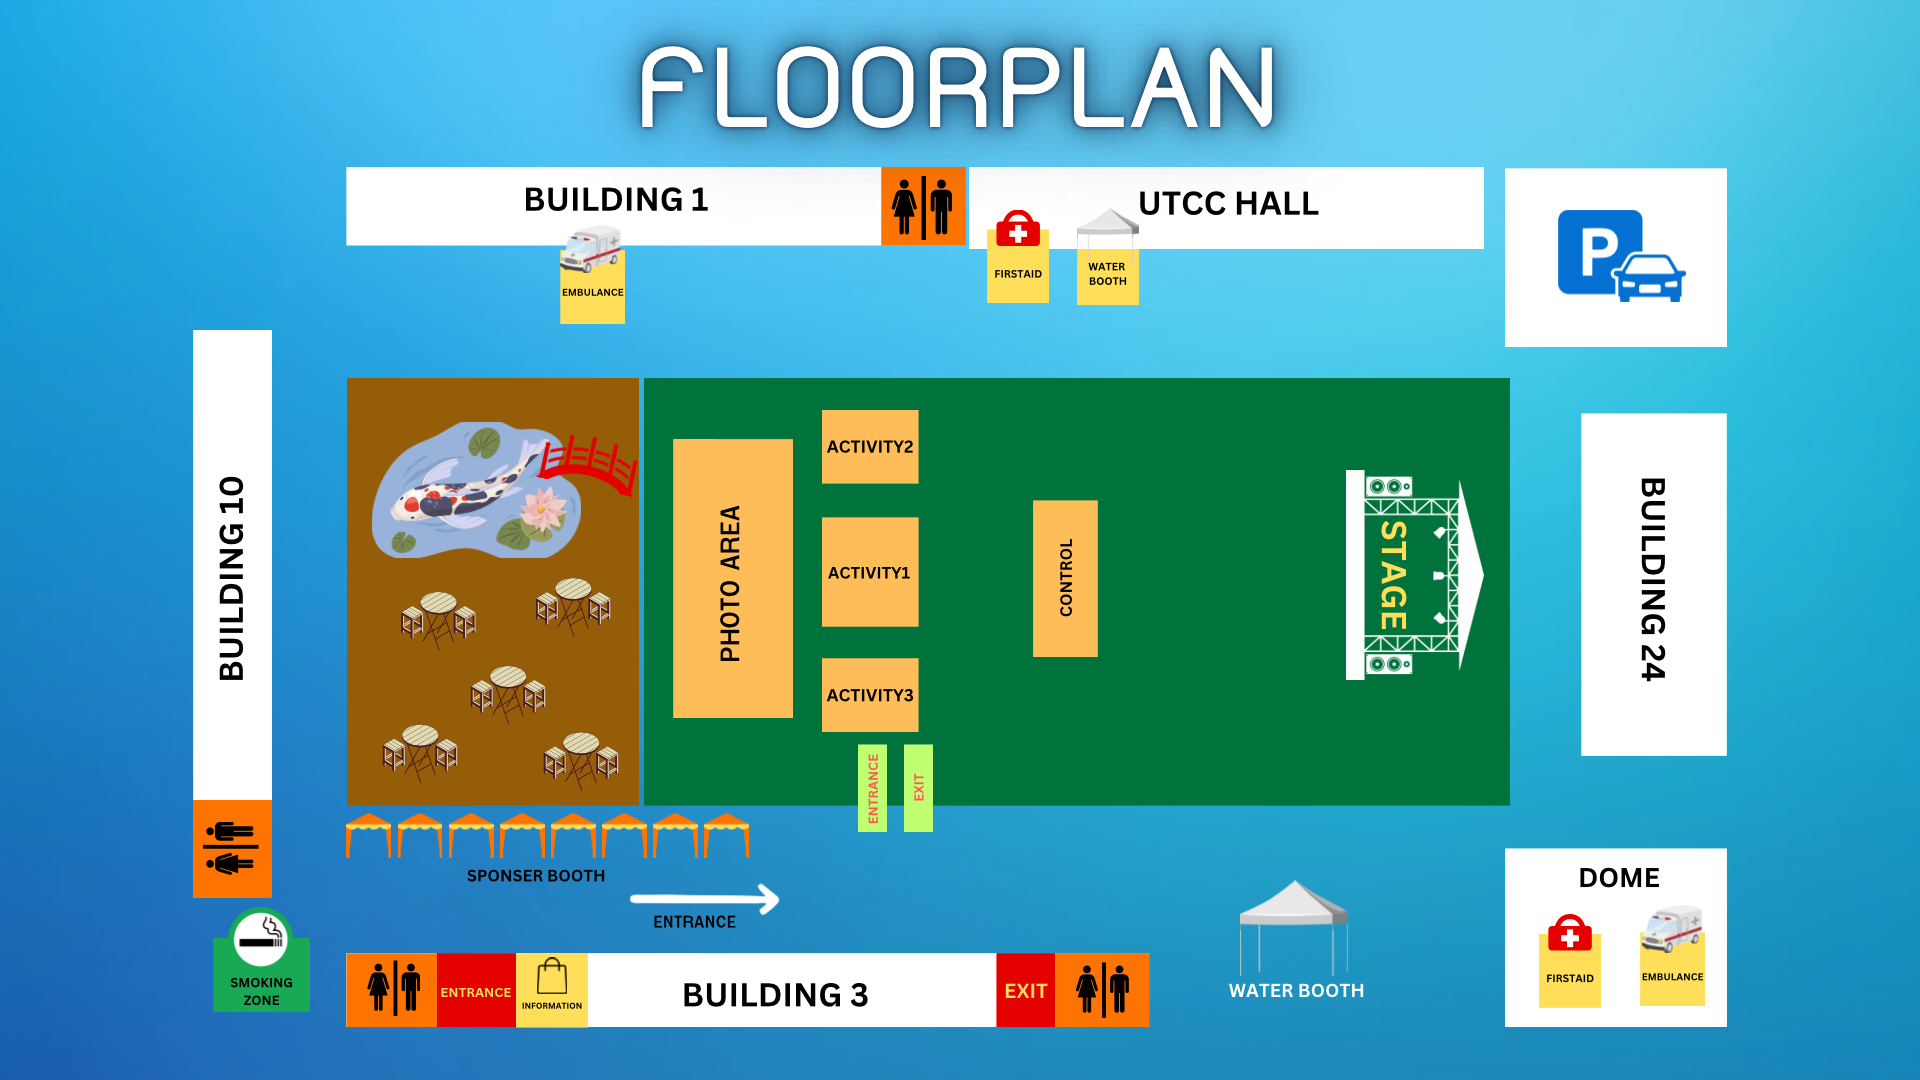 FLOORPLAN
BUILDING 1
UTCC HALL
EMBULANCE
FIRSTAID
WATER
BOOTH
P
BUILDING 10
PHOTO AREA
ACTIVITY2
ACTIVITY1
ACTIVITY3
CONTROL
STAGE
BUILDING 24
ENTRANCE
EXIT
SPONSER BOOTH
ENTRANCE
SMOKING
ZONE
ENTRANCE
INFORMATION
BUILDING 3
EXIT
WATER BOOTH
DOME
FIRSTAID
EMBULANCE